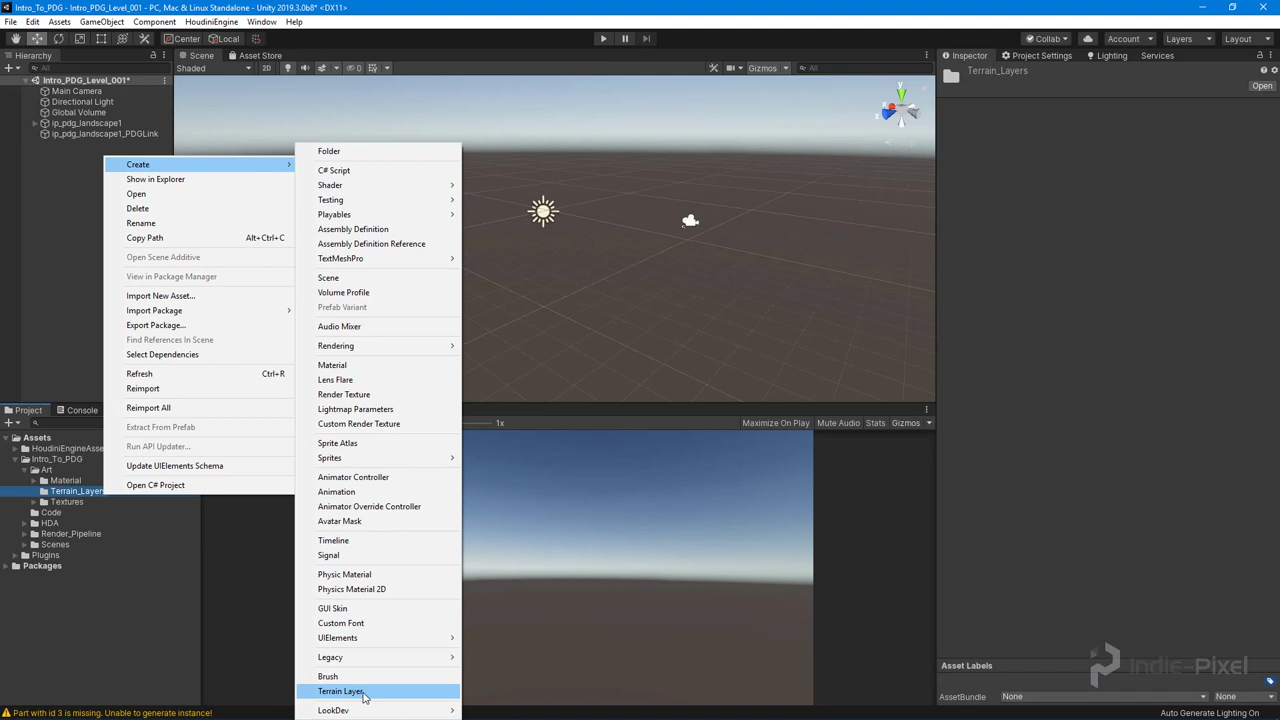 Intro_To_PDG - Intro_PDG_Level_001* - PC, Mac & Linux Standalone - Unity 2019.3.0b8* <DX11>
File Edit Assets GameObject Component Cinemachine HoudiniEngine Window Help
Center Local Collab Account Layers Layout
Hierarchy
All
Intro_PDG_Level_001*
Main Camera
Directional Light
Global Volume
ip_pdg_landscape1
ip_pdg_landscape1_PDGLink
Scene Asset Store
Shaded 2D 0 Gizmos All
y
x
z
Inspector Project Settings Lighting Services
Terrain_Layers
Open
Create
Show in Explorer
Open
Delete
Rename
Copy Path Alt+Ctrl+C
Open Scene Additive
View in Package Manager
Import New Asset...
Import Package
Export Package...
Find References In Scene
Select Dependencies
Refresh Ctrl+R
Reimport
Reimport All
Extract From Prefab
Run API Updater...
Update UIElements Schema
Open C# Project
Folder
C# Script
Shader
Testing
Playables
Assembly Definition
Assembly Definition Reference
TextMeshPro
Scene
Volume Profile
Prefab Variant
Audio Mixer
Rendering
Material
Lens Flare
Render Texture
Lightmap Parameters
Custom Render Texture
Sprite Atlas
Sprites
Animator Controller
Animation
Animator Override Controller
Avatar Mask
Timeline
Signal
Physic Material
Physics Material 2D
GUI Skin
Custom Font
UIElements
Legacy
Brush
Terrain Layer
LookDev
1x Maximize On Play Mute Audio Stats Gizmos
Project Console
Assets
HoudiniEngineAsse
Intro_To_PDG
Art
Material
Terrain_Layers
Textures
Code
HDA
Render_Pipeline
Scenes
Plugins
Packages
Indie-Pixel
Asset Labels
AssetBundle None None
Part with id 3 is missing. Unable to generate instance!
Auto Generate Lighting On